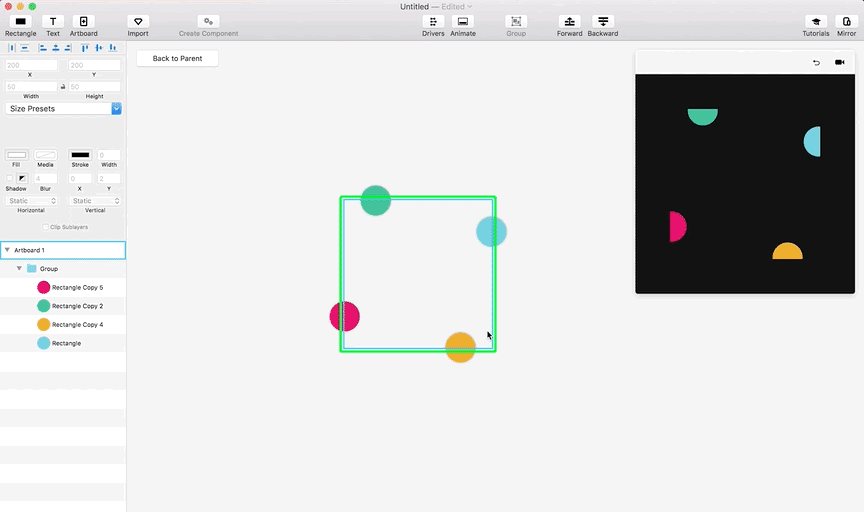 Untitled — Edited
Rectangle Text Artboard Import Create Component Drivers Animate Group Forward Backward Tutorials Mirror
200 200
X Y
50 50
Width Height
Size Presets
Back to Parent
0
Fill Media Stroke Width
4 0 2
Shadow Blur X Y
Static Static
Horizontal Vertical
Clip Sublayers
Artboard 1
Group
Rectangle Copy 5
Rectangle Copy 2
Rectangle Copy 4
Rectangle